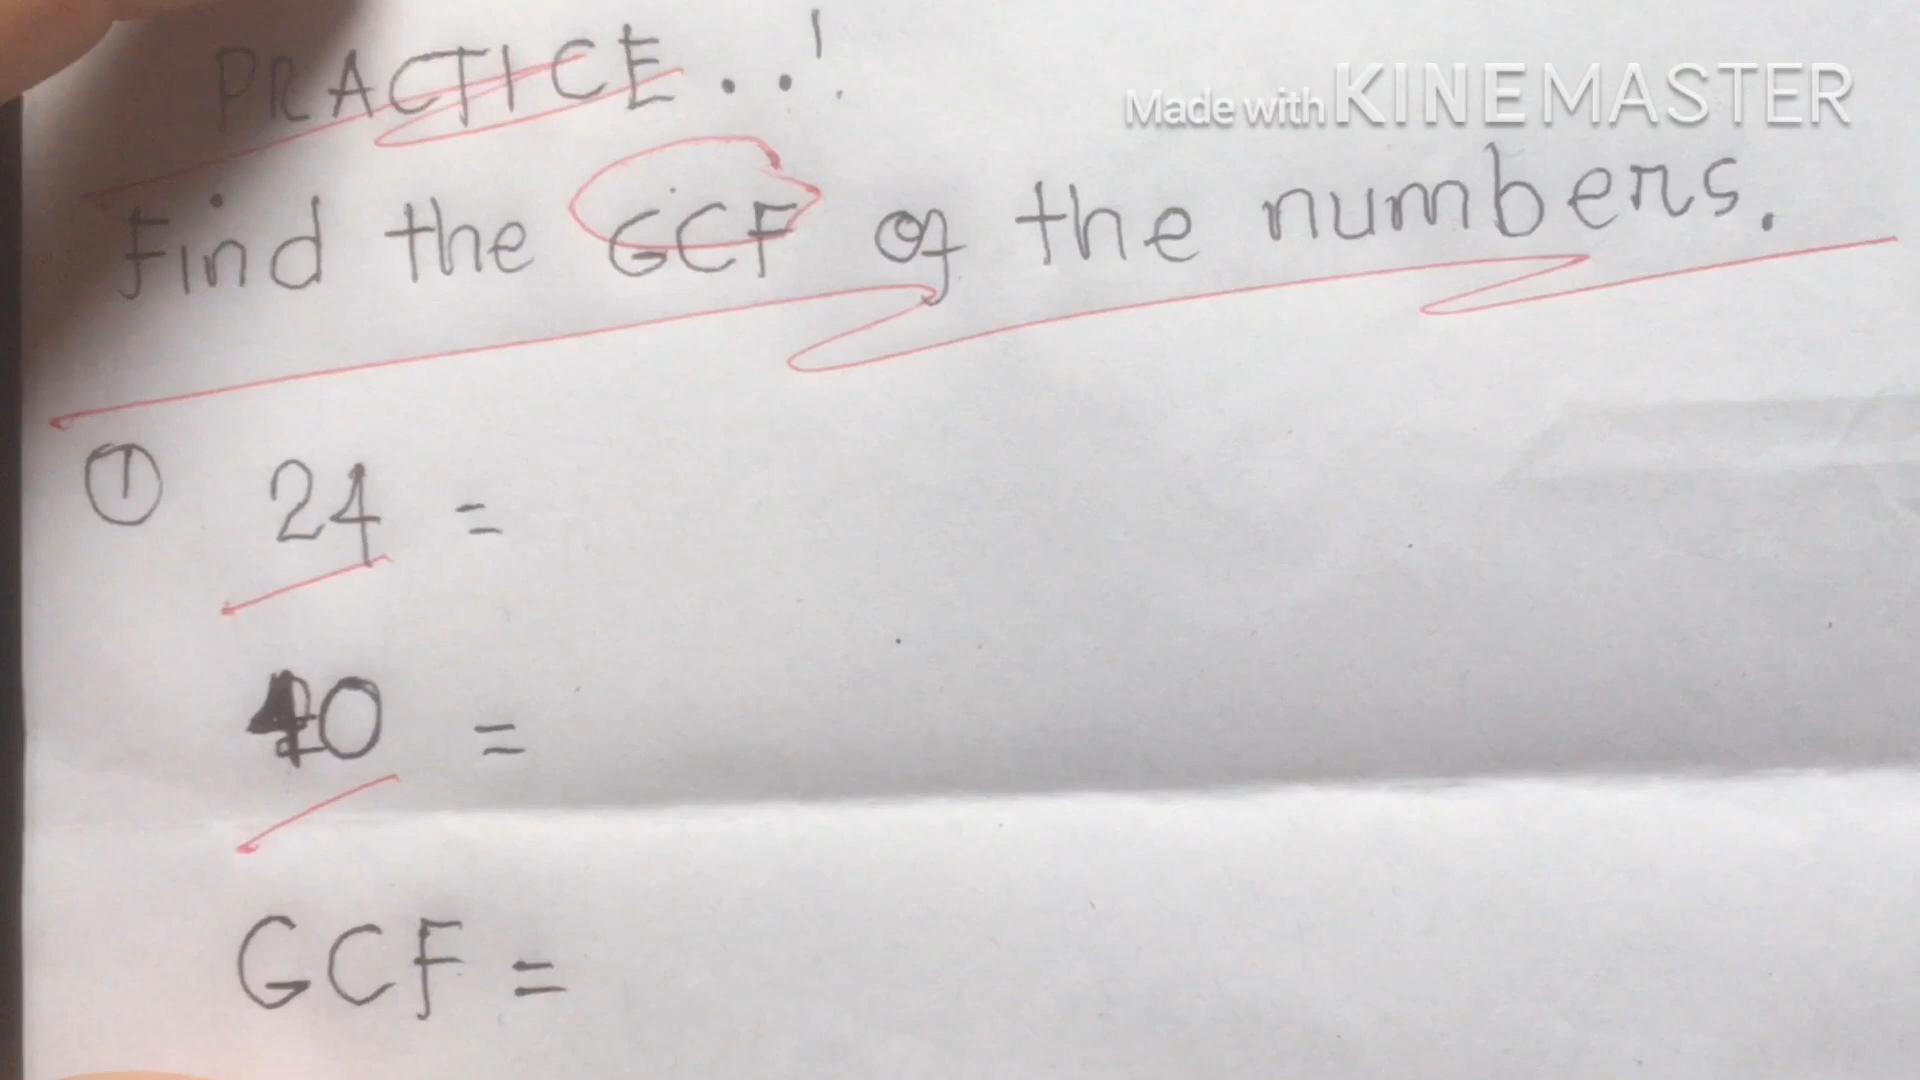 PRACTICE..!
Made with KINEMASTER
Find the GCF of the numbers.
1 24 =
40 =
GCF =